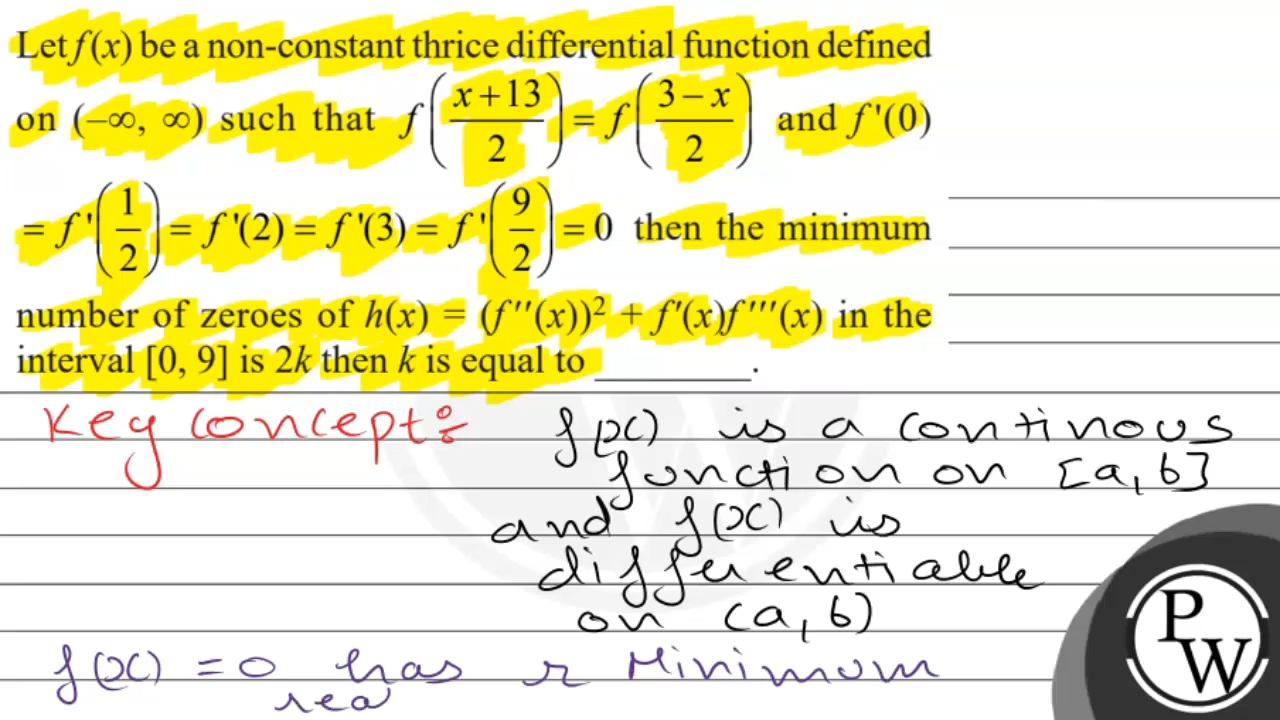 Let f(x) be a non-constant thrice differential function defined
on (–∞, ∞) such that f((x+13)/2) = f((3–x)/2) and f'(0)
= f'(1/2) = f'(2) = f'(3) = f'(9/2) = 0 then the minimum
number of zeroes of h(x) = (f''(x))² + f'(x)f'''(x) in the
interval [0, 9] is 2k then k is equal to ________.
Key concept:
f(x) is a continous
function on [a, b]
and f(x) is
differentiable
on (a, b)
f(x) = 0 has r Minimum
rea
P
W